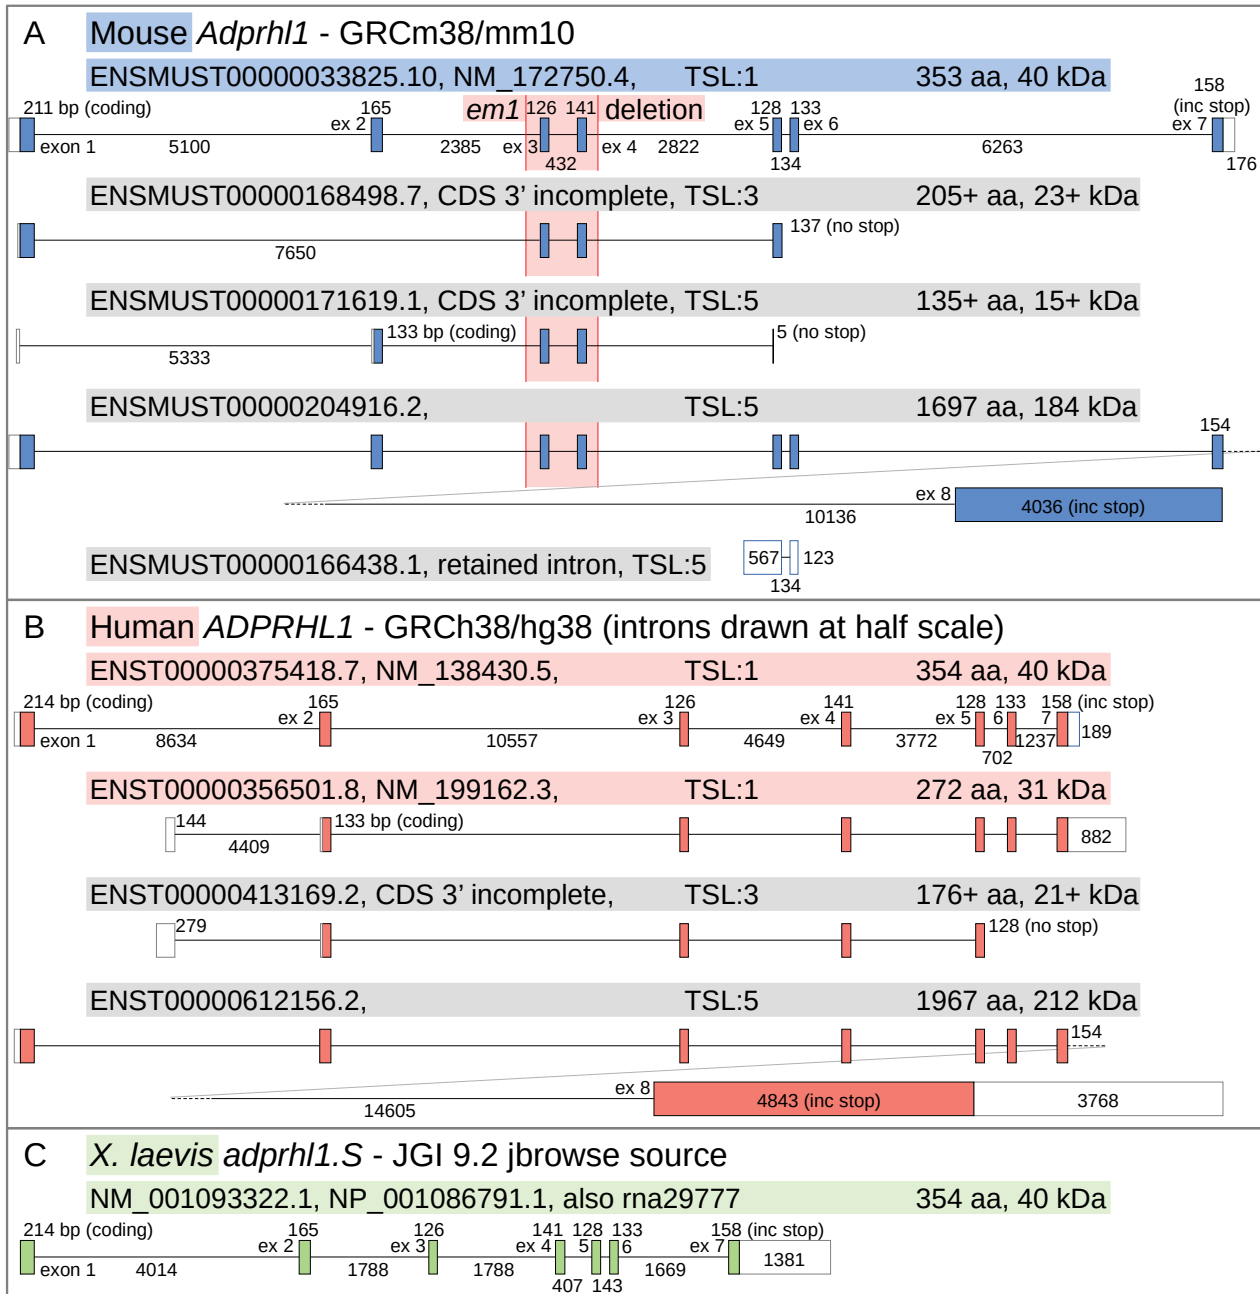 A Mouse Adprhl1 - GRCm38/mm10
ENSMUST00000033825.10, NM_172750.4, TSL:1 353 aa, 40 kDa
211 bp (coding) 165 em1 126 141 deletion 128 133 158 (inc stop)
exon 1 ex 2 ex 3 ex 4 ex 5 ex 6 ex 7
5100 2385 432 2822 134 6263 176
ENSMUST00000168498.7, CDS 3' incomplete, TSL:3 205+ aa, 23+ kDa
7650 137 (no stop)
ENSMUST00000171619.1, CDS 3' incomplete, TSL:5 135+ aa, 15+ kDa
5333 133 bp (coding) 5 (no stop)
ENSMUST00000204916.2, TSL:5 1697 aa, 184 kDa
154
10136 ex 8 4036 (inc stop)
ENSMUST00000166438.1, retained intron, TSL:5 567 123
134
B Human ADPRHL1 - GRCh38/hg38 (introns drawn at half scale)
ENST00000375418.7, NM_138430.5, TSL:1 354 aa, 40 kDa
214 bp (coding) 165 126 141 128 133 158 (inc stop)
exon 1 ex 2 ex 3 ex 4 ex 5 6 7
8634 10557 4649 3772 702 1237 189
ENST00000356501.8, NM_199162.3, TSL:1 272 aa, 31 kDa
144 4409 133 bp (coding) 882
ENST00000413169.2, CDS 3' incomplete, TSL:3 176+ aa, 21+ kDa
279 128 (no stop)
ENST00000612156.2, TSL:5 1967 aa, 212 kDa
154
14605 ex 8 4843 (inc stop) 3768
C X. laevis adprhl1.S - JGI 9.2 jbrowse source
NM_001093322.1, NP_001086791.1, also rna29777 354 aa, 40 kDa
214 bp (coding) 165 126 141 128 133 158 (inc stop)
exon 1 ex 2 ex 3 ex 4 5 6 ex 7
4014 1788 1788 407 143 1669 1381